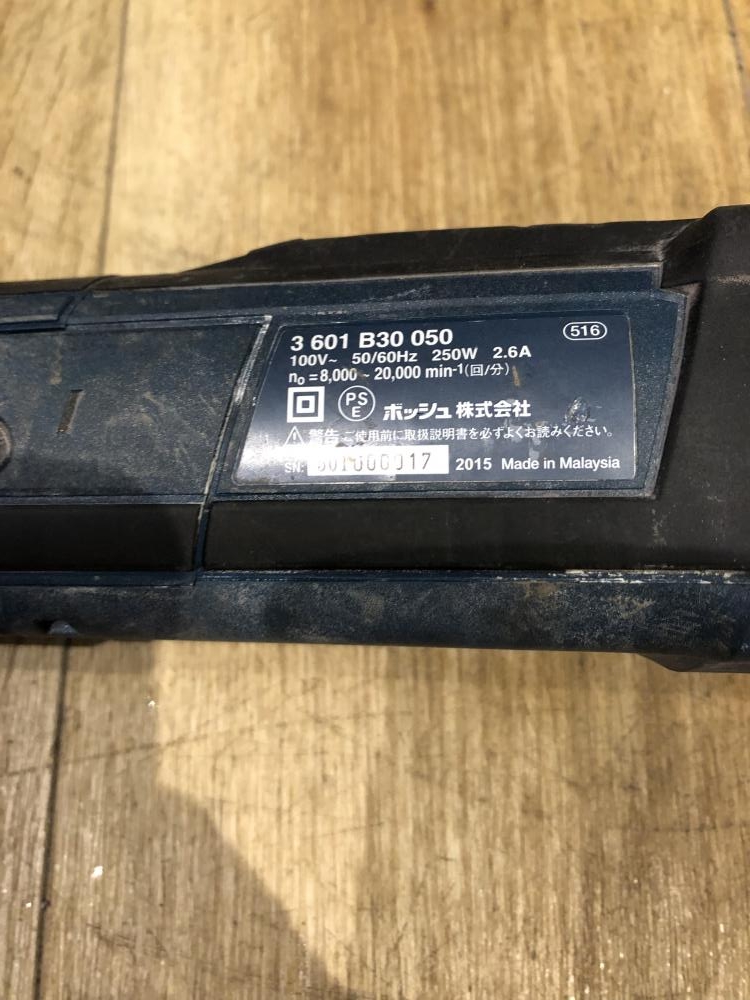 3 601 B30 050
516
100V~ 50/60Hz 250W 2.6A
n₀ =8,000 ~ 20,000 min⁻¹(回/分)
PS
E
ボッシュ 株式会社
警告 ご使用前に取扱説明書を必ずよくお読みください。
SN: 001000017 2015 Made in Malaysia